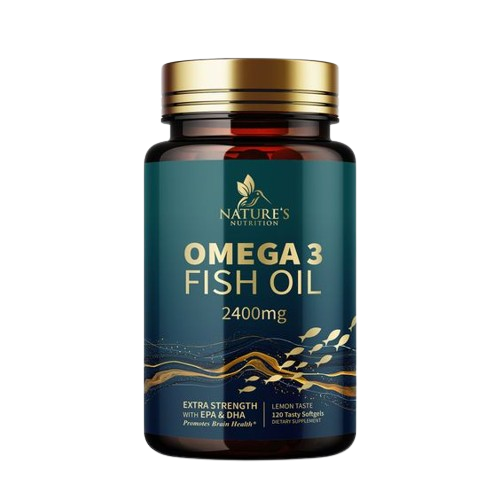 NATURE'S
NUTRITION
OMEGA 3
FISH OIL
2400mg
EXTRA STRENGTH
WITH EPA & DHA
Promotes Brain Health*
LEMON TASTE
120 Tasty Softgels
DIETARY SUPPLEMENT